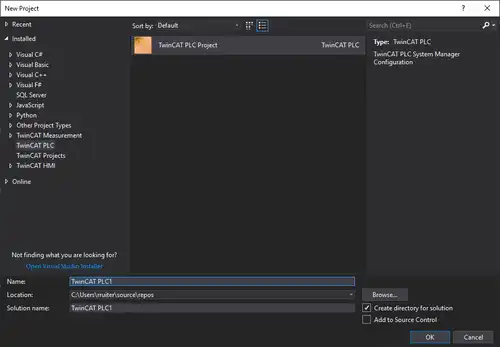 New Project
Recent
Installed
Visual C#
Visual Basic
Visual C++
Visual F#
SQL Server
JavaScript
Python
Other Project Types
TwinCAT Measurement
TwinCAT PLC
TwinCAT Projects
TwinCAT HMI
Online
Not finding what you are looking for?
Open Visual Studio Installer
Sort by: Default
TwinCAT PLC Project TwinCAT PLC
Search (Ctrl+E)
Type: TwinCAT PLC
TwinCAT PLC System Manager
Configuration
Name: TwinCAT PLC1
Location: C:\Users\muiter\source\repos
Browse...
Solution name: TwinCAT PLC1
Create directory for solution
Add to Source Control
OK Cancel